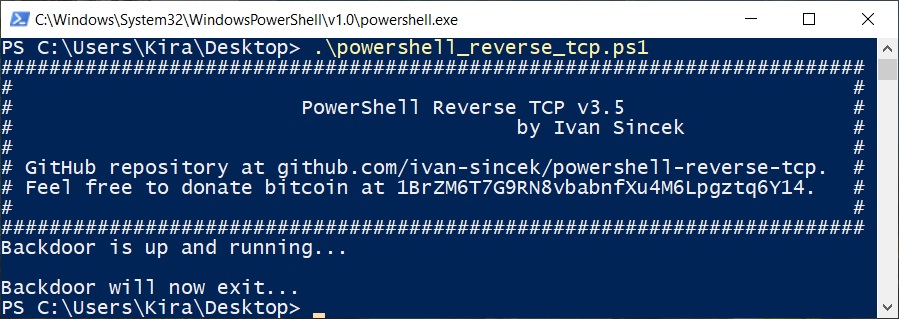 C:\Windows\System32\WindowsPowerShell\v1.0\powershell.exe
PS C:\Users\Kira\Desktop> .\powershell_reverse_tcp.ps1
########################################################################
#                                                                      #
#                        PowerShell Reverse TCP v3.5                   #
#                                          by Ivan Sincek              #
#                                                                      #
# GitHub repository at github.com/ivan-sincek/powershell-reverse-tcp.  #
# Feel free to donate bitcoin at 1BrZM6T7G9RN8vbabnfXu4M6Lpgztq6Y14.   #
#                                                                      #
########################################################################
Backdoor is up and running...
Backdoor will now exit...
PS C:\Users\Kira\Desktop>